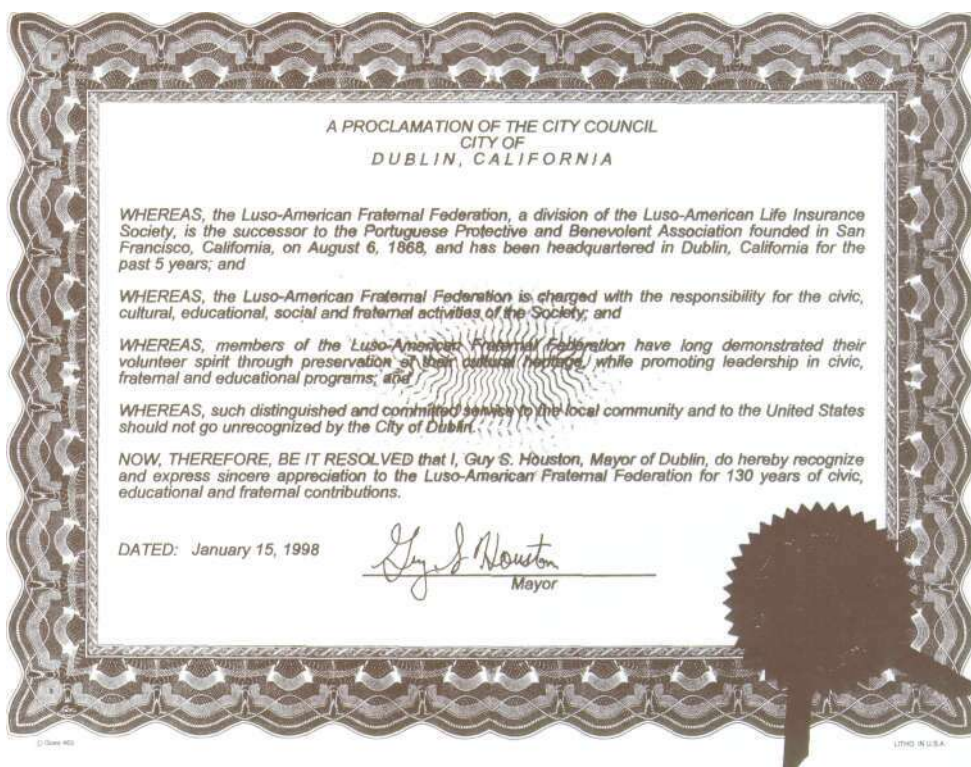 A PROCLAMATION OF THE CITY COUNCIL
CITY OF
DUBLIN, CALIFORNIA
WHEREAS, the Luso-American Fraternal Federation, a division of the Luso-American Life Insurance
Society, is the successor to the Portuguese Protective and Benevolent Association founded in San
Francisco, California, on August 6, 1868, and has been headquartered in Dublin, California for the
past 5 years; and
WHEREAS, the Luso-American Fraternal Federation is charged with the responsibility for the civic,
cultural, educational, social and fraternal activities of the Society; and
WHEREAS, members of the Luso-American Fraternal Federation have long demonstrated their
volunteer spirit through preservation of their cultural heritage, while promoting leadership in civic,
fraternal and educational programs; and
WHEREAS, such distinguished and committed service to the local community and to the United States
should not go unrecognized by the City of Dublin.
NOW, THEREFORE, BE IT RESOLVED that I, Guy S. Houston, Mayor of Dublin, do hereby recognize
and express sincere appreciation to the Luso-American Fraternal Federation for 130 years of civic,
educational and fraternal contributions.
DATED: January 15, 1998
Guy S Houston
Mayor
LITHO. IN U.S.A.